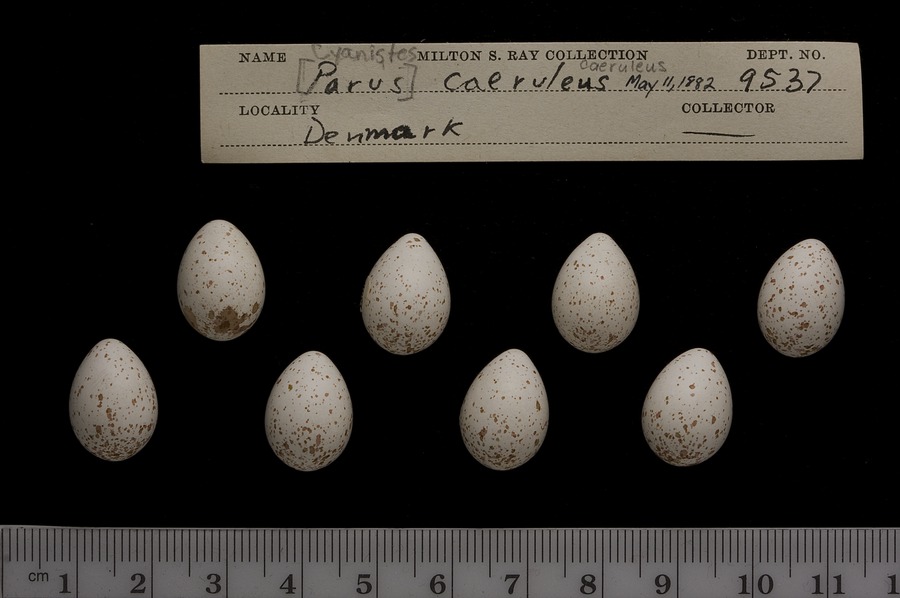 Cyanistes
NAME MILTON S. RAY COLLECTION DEPT. NO.
caeruleus
[Parus] caeruleus May 11, 1882 9537
LOCALITY COLLECTOR
Denmark
cm 1 2 3 4 5 6 7 8 9 10 11 1